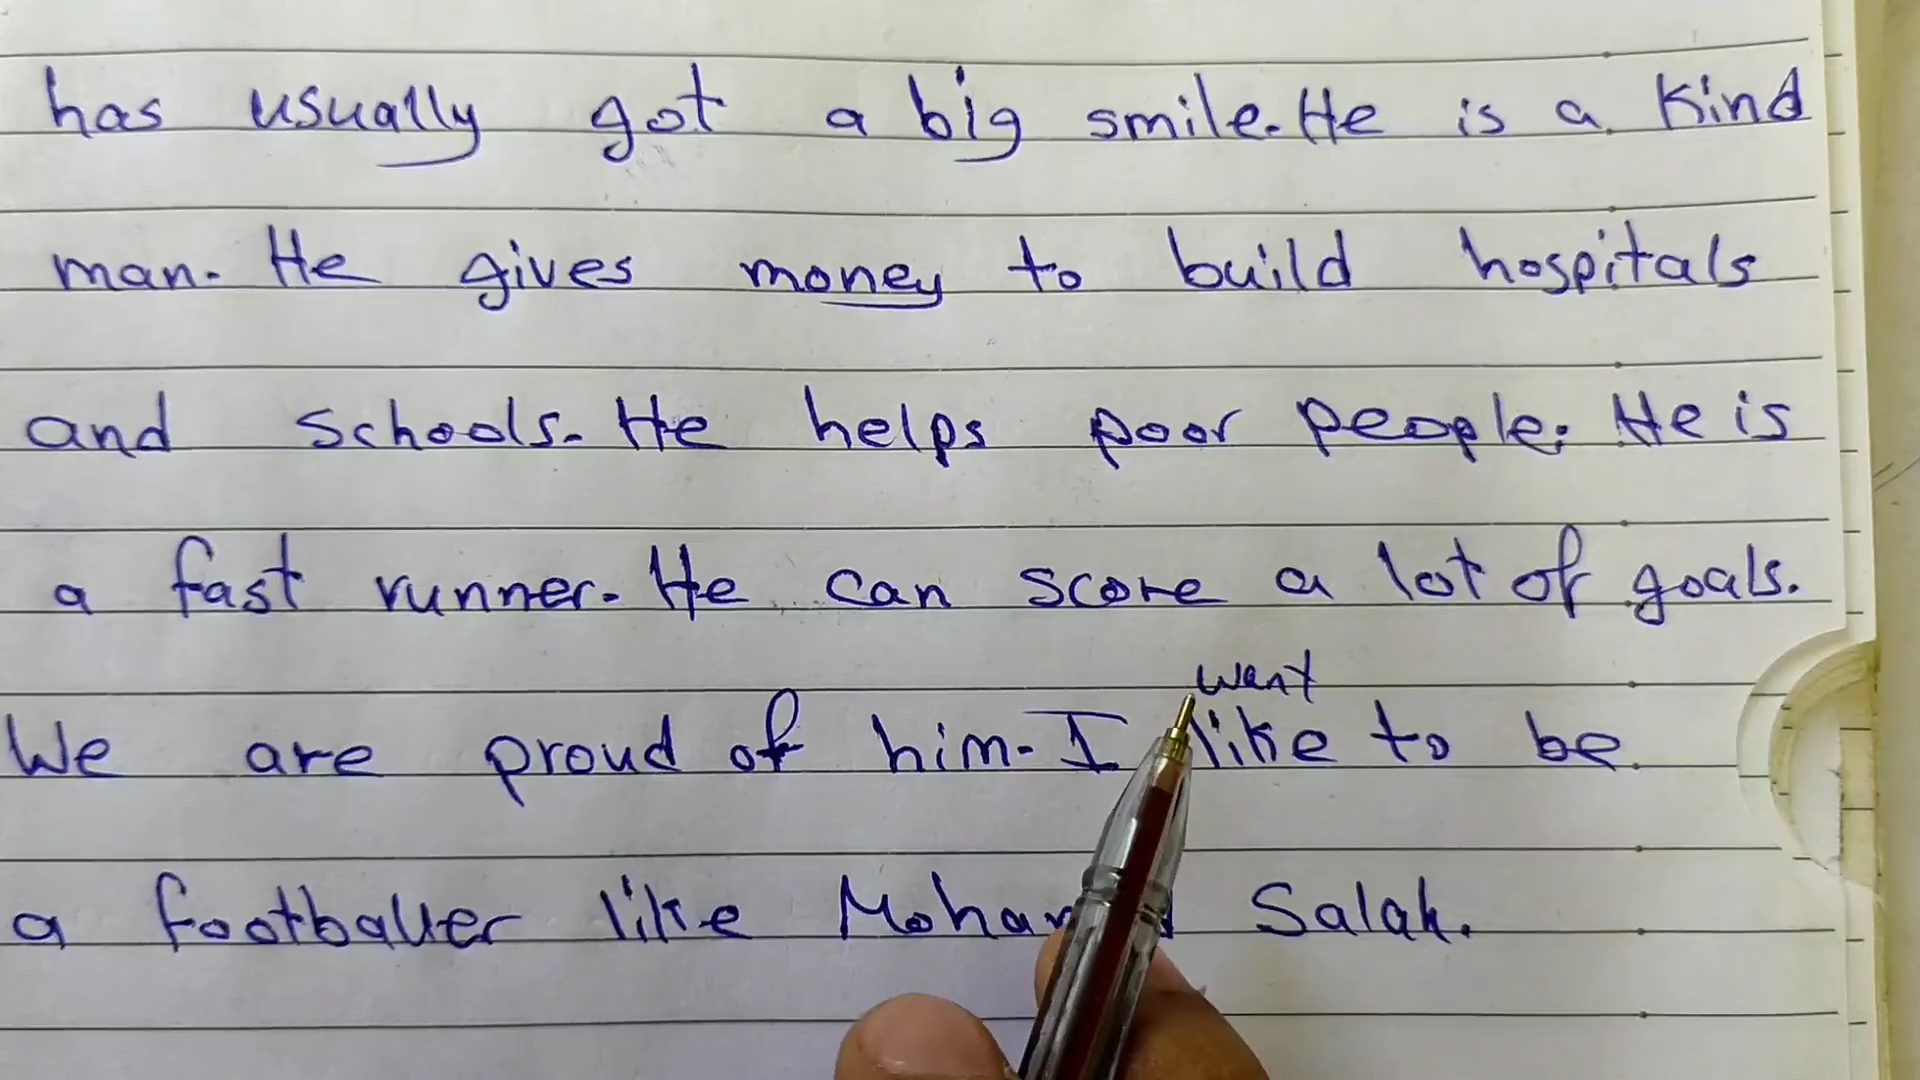 has usually got a big smile. He is a kind
man. He gives money to build hospitals
and schools. He helps poor people. He is
a fast runner. He can score a lot of goals.
want
We are proud of him. I like to be
a footballer like Salah.